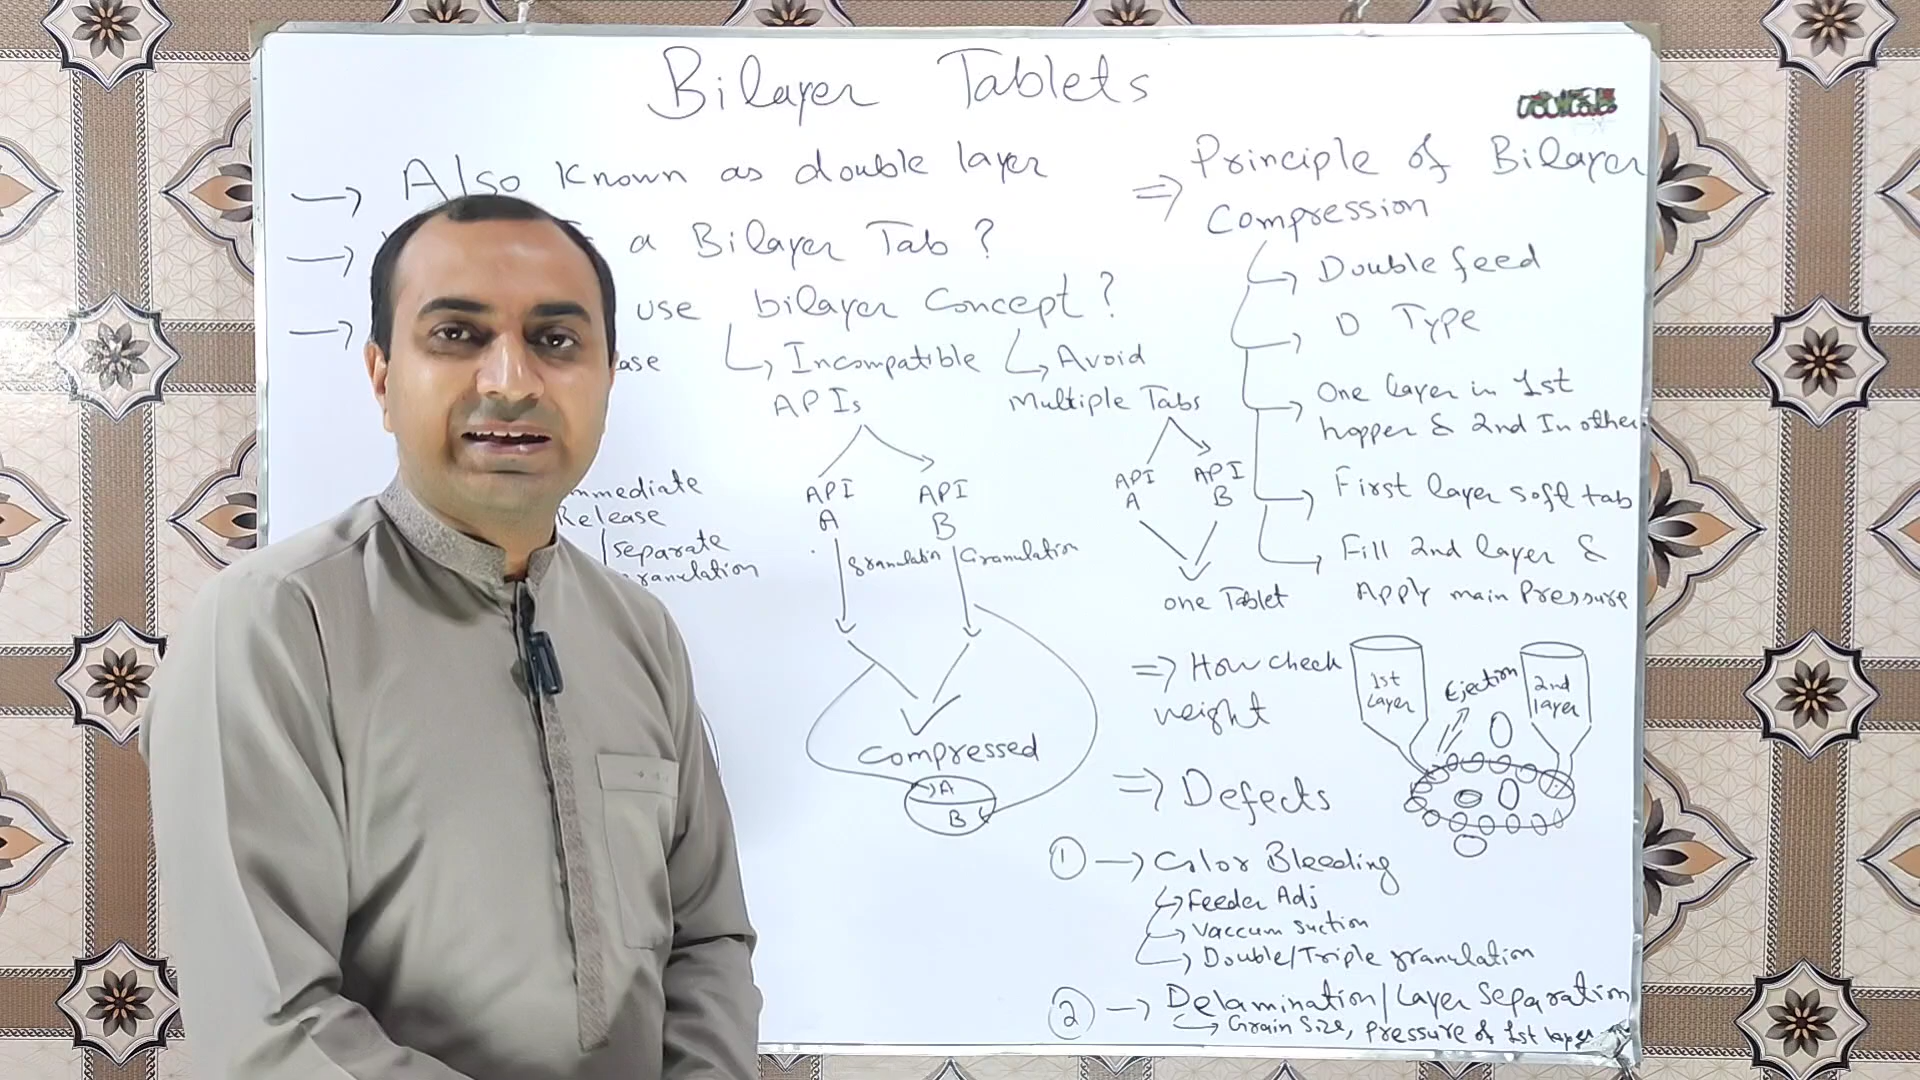 Bilayer Tablets
→ Also known as double layer
→ a Bilayer Tab?
→ use bilayer Concept?
Incompatible
APIs
API
A
API
B
Granulation
Granulation
Compressed
A
B
Avoid
Multiple Tabs
API
A
API
B
one Tablet
mmediate
Release
Separate
ranulation
ase
⇒ Principle of Bilayer
Compression
Double feed
D Type
One layer in 1st
hopper & 2nd In other.
First layer soft tab
Fill 2nd layer &
Apply main Pressure
⇒ How check
weight
1st
Layer
Ejection
2nd
layer
⇒ Defects
① → Color Bleeding
Feeder Adj
Vaccum suction
Double/Triple granulation
② → Delamination/Layer Separation
Grain Size, pressure of 1st layer